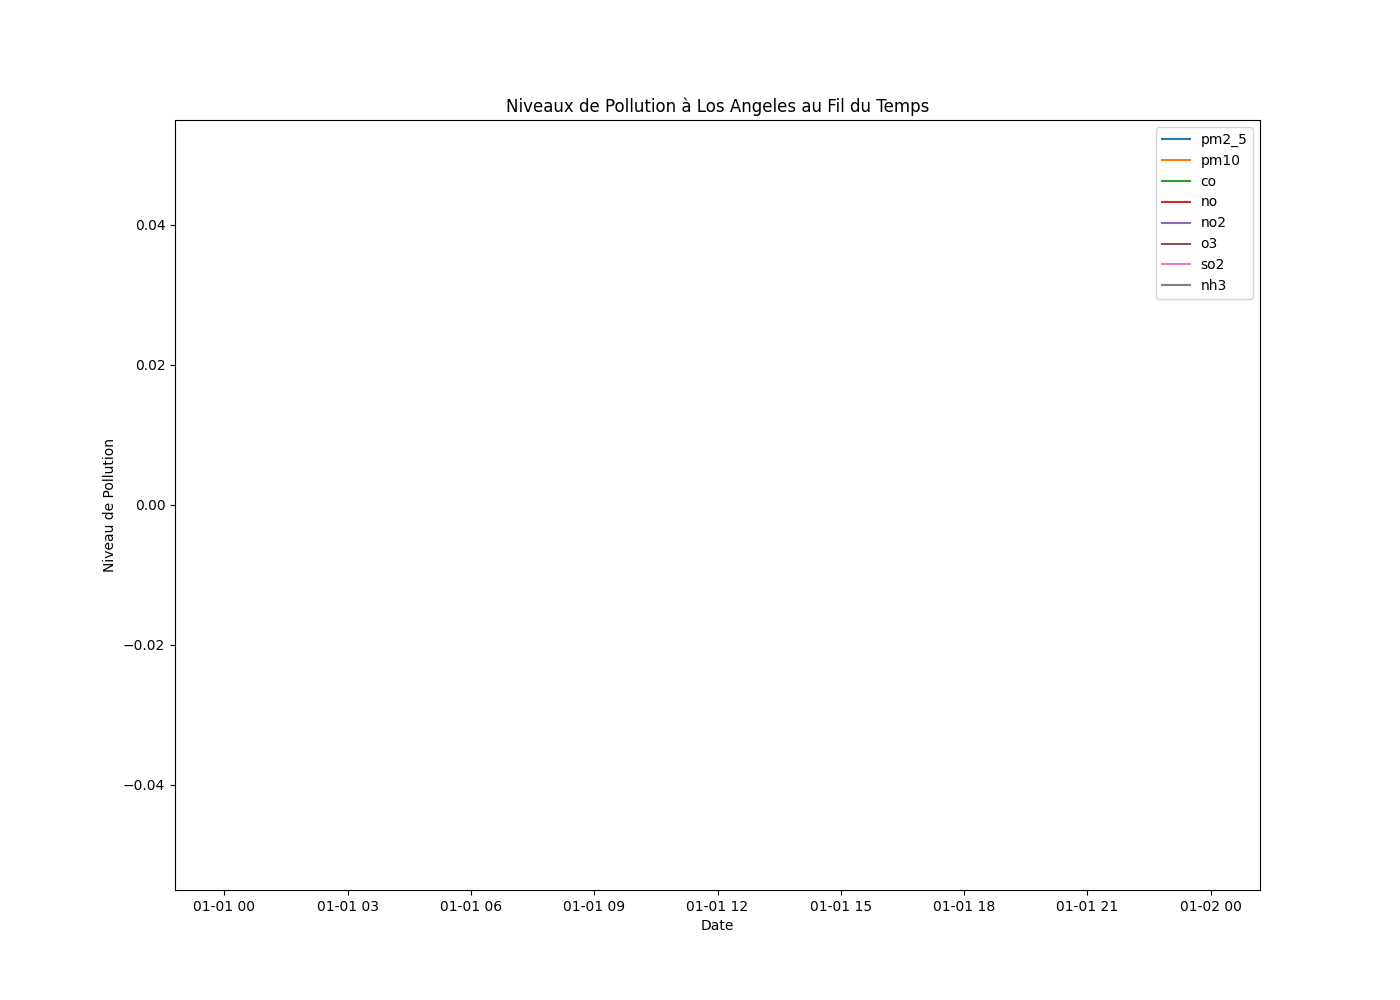 Niveaux de Pollution à Los Angeles au Fil du Temps
pm2_5
pm10
co
no
no2
o3
so2
nh3
0.04
0.02
0.00
−0.02
−0.04
Niveau de Pollution
01-01 00 01-01 03 01-01 06 01-01 09 01-01 12 01-01 15 01-01 18 01-01 21 01-02 00
Date